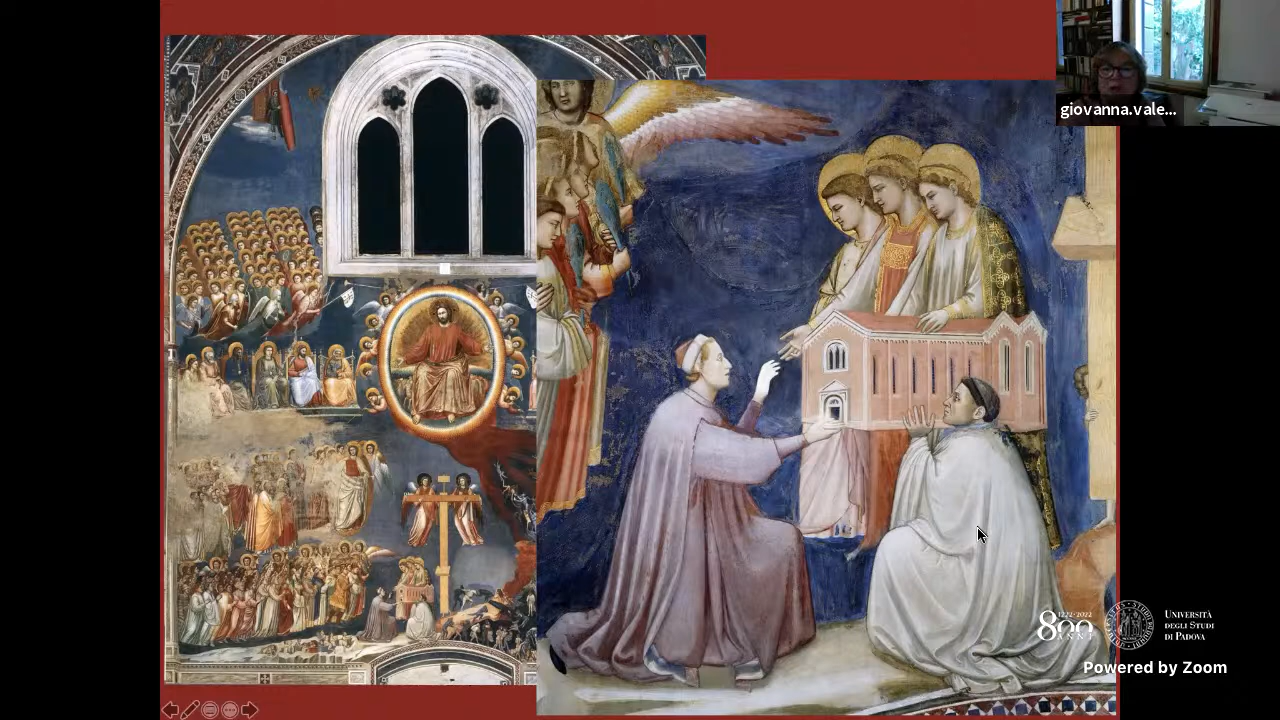 giovanna.vale...
1222·2022
800
ANNI
UNIVERSITÀ
DEGLI STUDI
DI PADOVA
Powered by Zoom